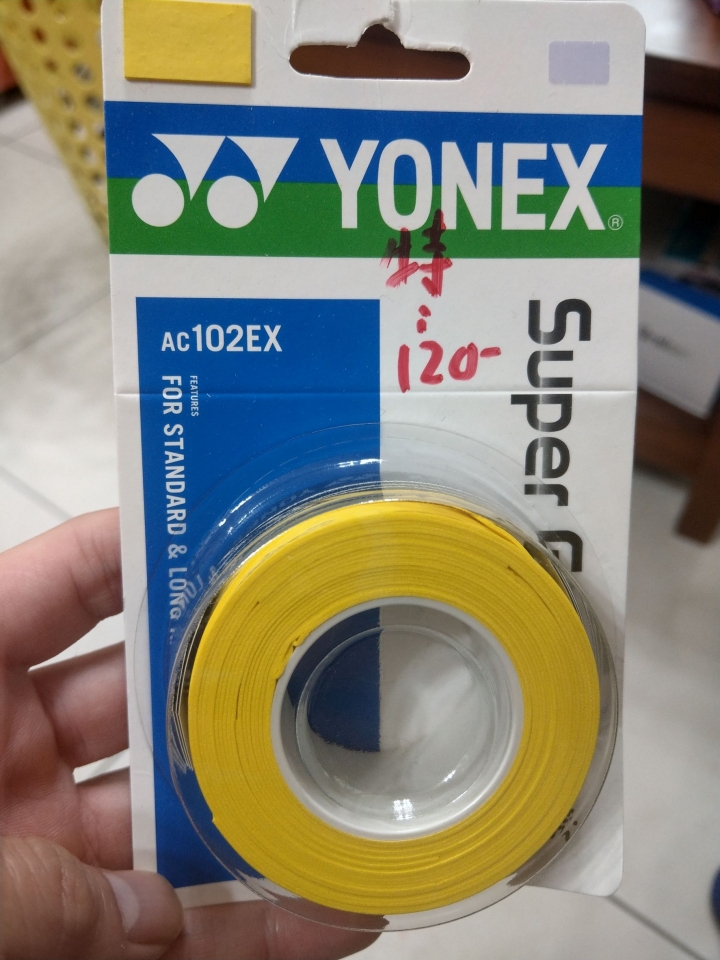 YONEX®
特:
120-
AC102EX
FEATURES
FOR STANDARD & LONG
Super